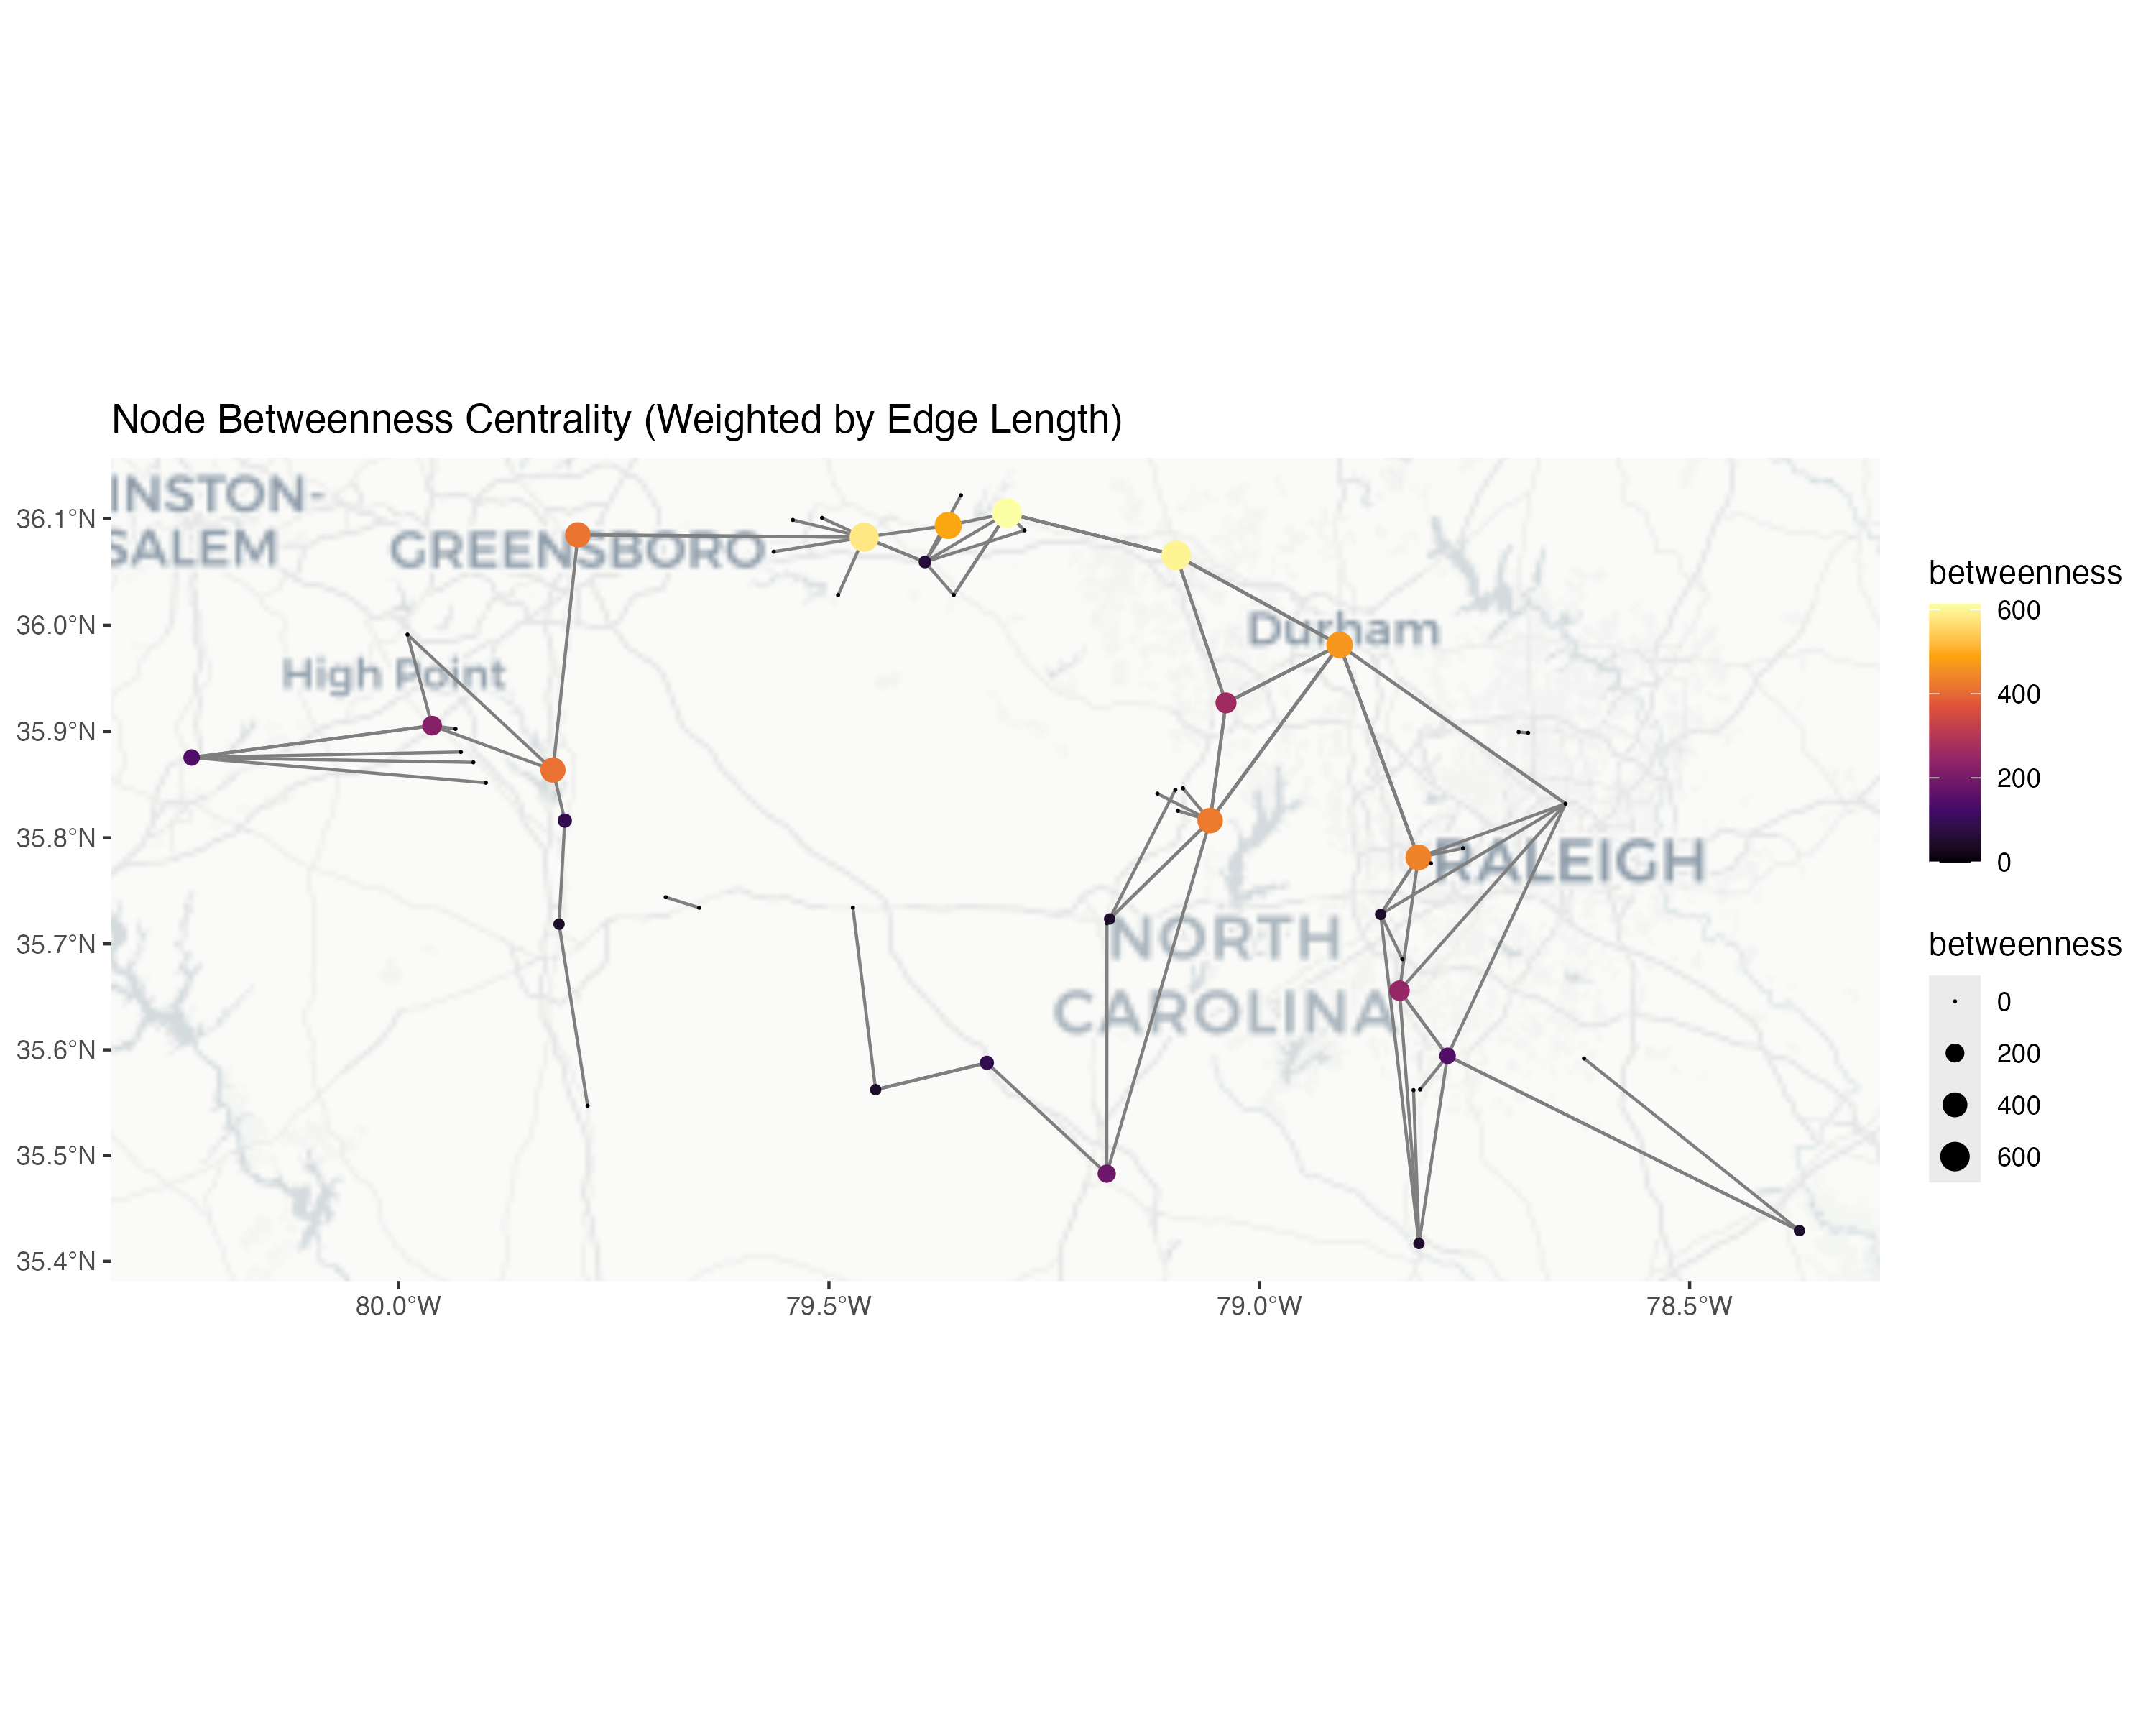 Node Betweenness Centrality (Weighted by Edge Length)
INSTON-
SALEM
GREENSBORO
High Point
Durham
RALEIGH
NORTH
CAROLINA
36.1°N
36.0°N
35.9°N
35.8°N
35.7°N
35.6°N
35.5°N
35.4°N
80.0°W
79.5°W
79.0°W
78.5°W
betweenness
600
400
200
0
betweenness
0
200
400
600